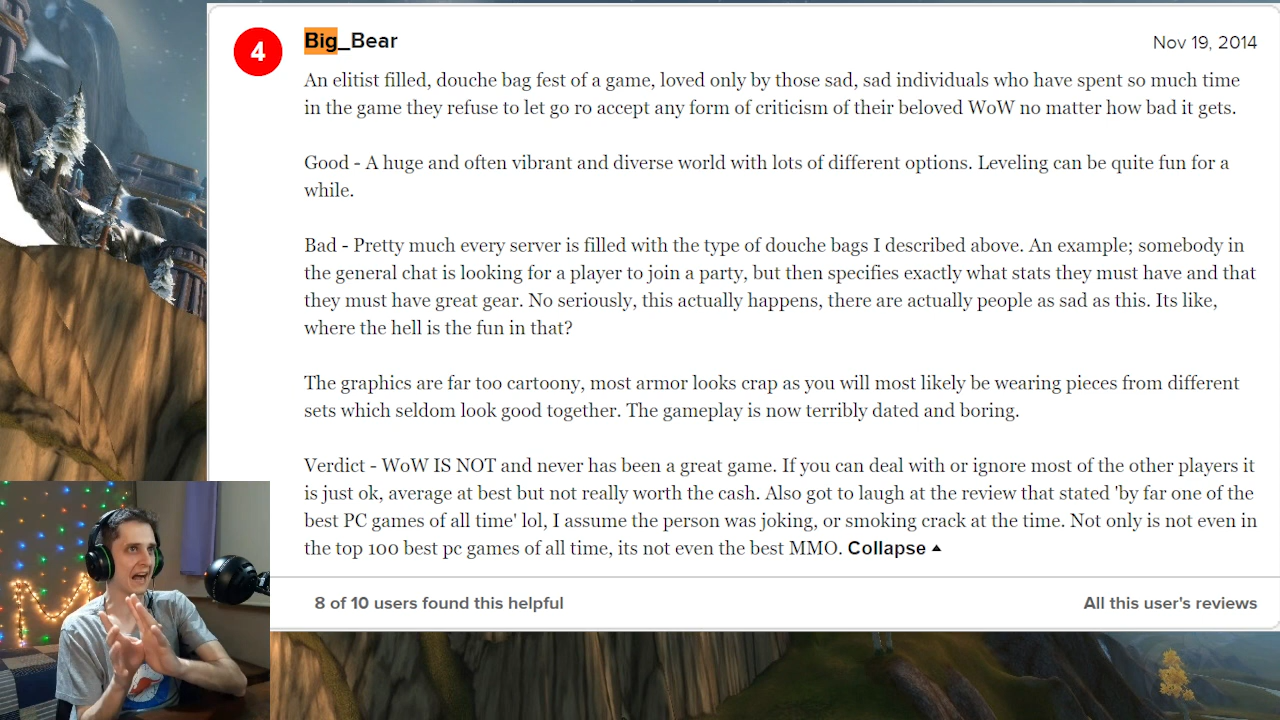 4
Big_Bear
Nov 19, 2014
An elitist filled, douche bag fest of a game, loved only by those sad, sad individuals who have spent so much time
in the game they refuse to let go ro accept any form of criticism of their beloved WoW no matter how bad it gets.
Good - A huge and often vibrant and diverse world with lots of different options. Leveling can be quite fun for a
while.
Bad - Pretty much every server is filled with the type of douche bags I described above. An example; somebody in
the general chat is looking for a player to join a party, but then specifies exactly what stats they must have and that
they must have great gear. No seriously, this actually happens, there are actually people as sad as this. Its like,
where the hell is the fun in that?
The graphics are far too cartoony, most armor looks crap as you will most likely be wearing pieces from different
sets which seldom look good together. The gameplay is now terribly dated and boring.
Verdict - WoW IS NOT and never has been a great game. If you can deal with or ignore most of the other players it
is just ok, average at best but not really worth the cash. Also got to laugh at the review that stated 'by far one of the
best PC games of all time' lol, I assume the person was joking, or smoking crack at the time. Not only is not even in
the top 100 best pc games of all time, its not even the best MMO. Collapse ▲
8 of 10 users found this helpful
All this user's reviews